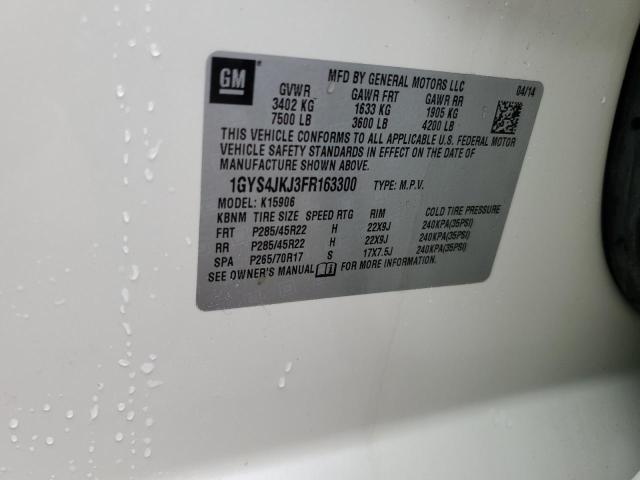 GM
MFD BY GENERAL MOTORS LLC
04/14
GVWR GAWR FRT GAWR RR
3402 KG 1633 KG 1905 KG
7500 LB 3600 LB 4200 LB
THIS VEHICLE CONFORMS TO ALL APPLICABLE U.S. FEDERAL MOTOR
VEHICLE SAFETY STANDARDS IN EFFECT ON THE DATE OF
MANUFACTURE SHOWN ABOVE.
1GYS4JKJ3FR163300 TYPE: M.P.V.
MODEL: K15906
KBNM TIRE SIZE SPEED RTG RIM COLD TIRE PRESSURE
FRT P285/45R22 H 22X9J 240KPA(35PSI)
RR P285/45R22 H 22X9J 240KPA(35PSI)
SPA P265/70R17 S 17X7.5J 240KPA(35PSI)
SEE OWNER'S MANUAL FOR MORE INFORMATION.